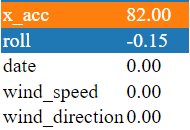 x_acc 82.00
roll -0.15
date 0.00
wind_speed 0.00
wind_direction 0.00